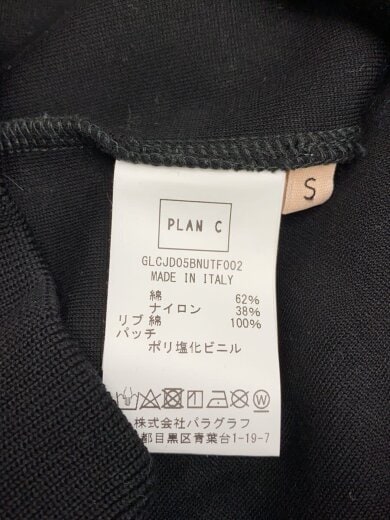 S
PLAN C
GLCJD05BNUTF002
MADE IN ITALY
綿 62%
ナイロン 38%
リブ 綿 100%
パッチ
ポリ塩化ビニル
株式会社パラグラフ
都目黒区青葉台1-19-7